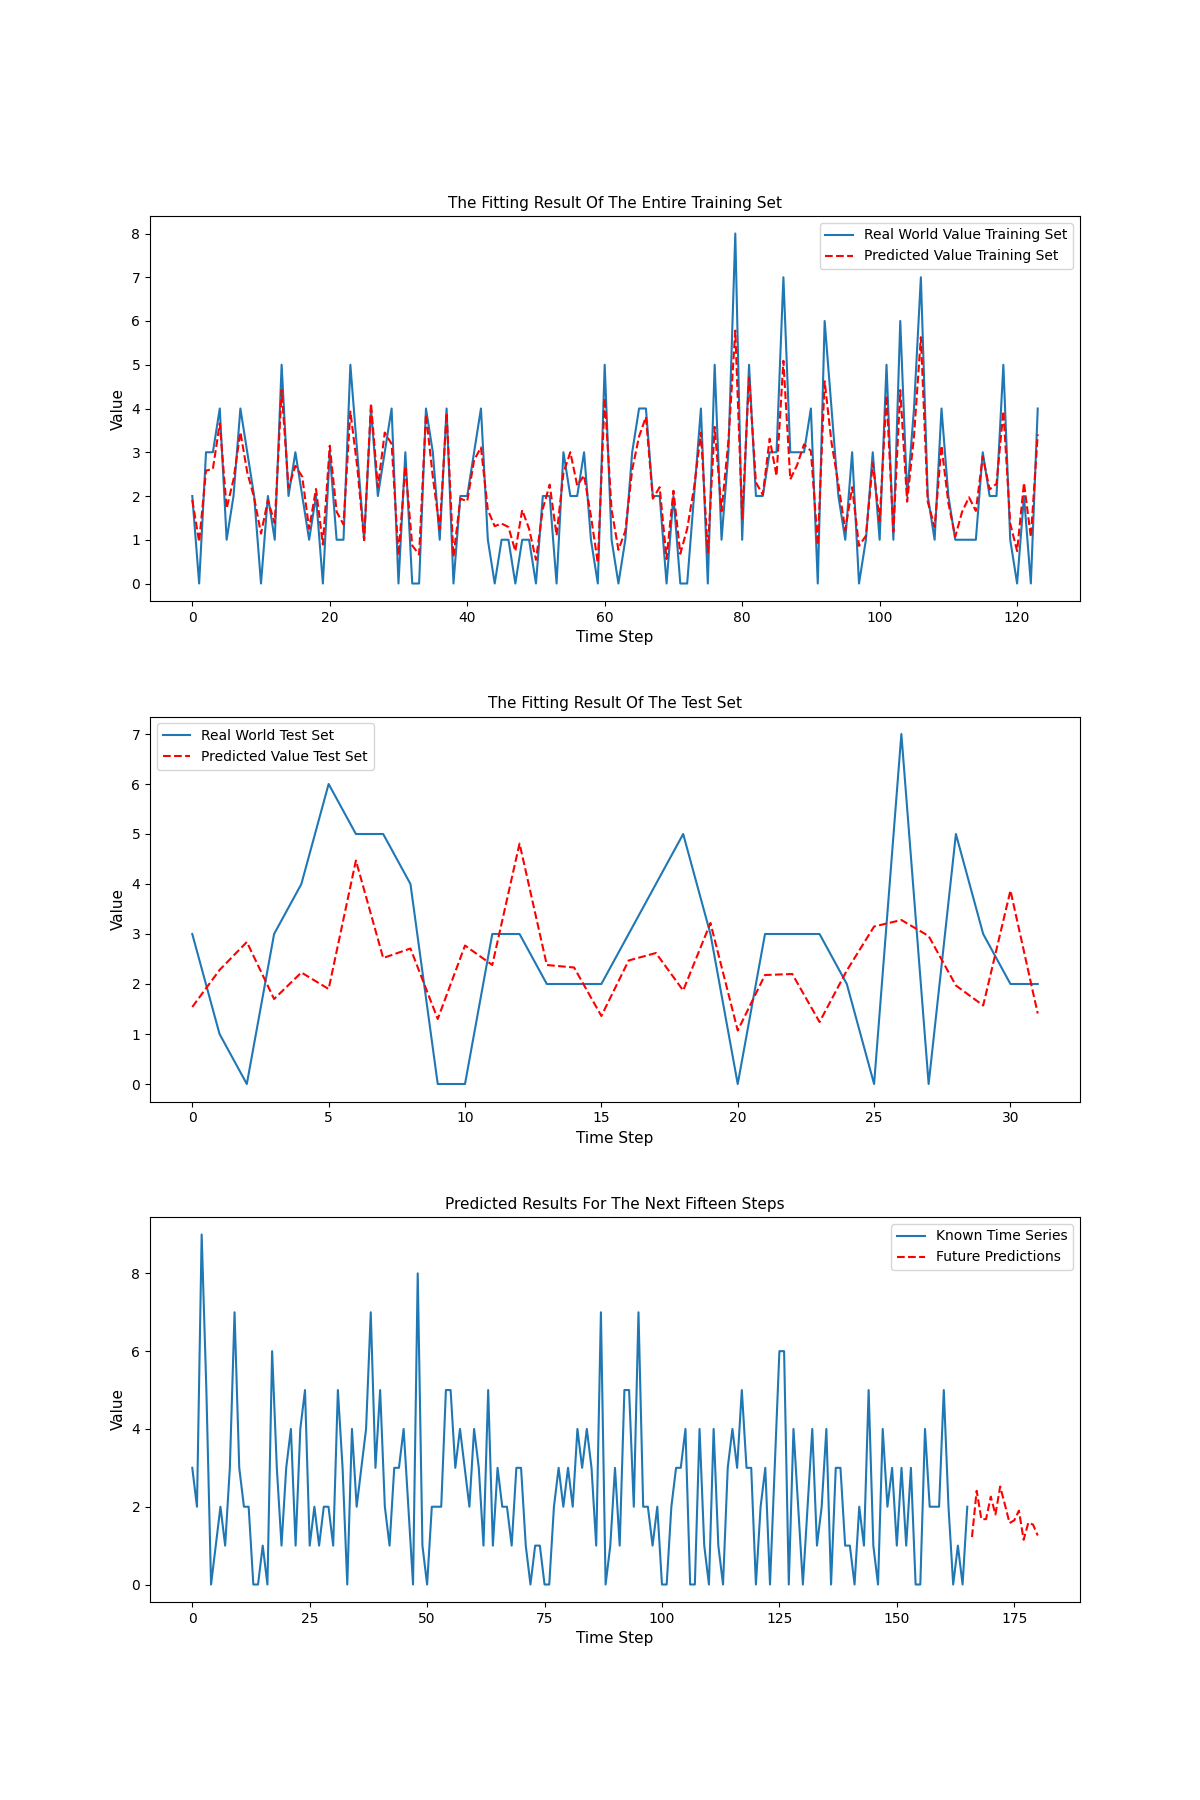 The Fitting Result Of The Entire Training Set
Real World Value Training Set
Predicted Value Training Set
Value
8
7
6
5
4
3
2
1
0
0 20 40 60 80 100 120
Time Step
The Fitting Result Of The Test Set
Real World Test Set
Predicted Value Test Set
Value
7
6
5
4
3
2
1
0
0 5 10 15 20 25 30
Time Step
Predicted Results For The Next Fifteen Steps
Known Time Series
Future Predictions
Value
8
6
4
2
0
0 25 50 75 100 125 150 175
Time Step